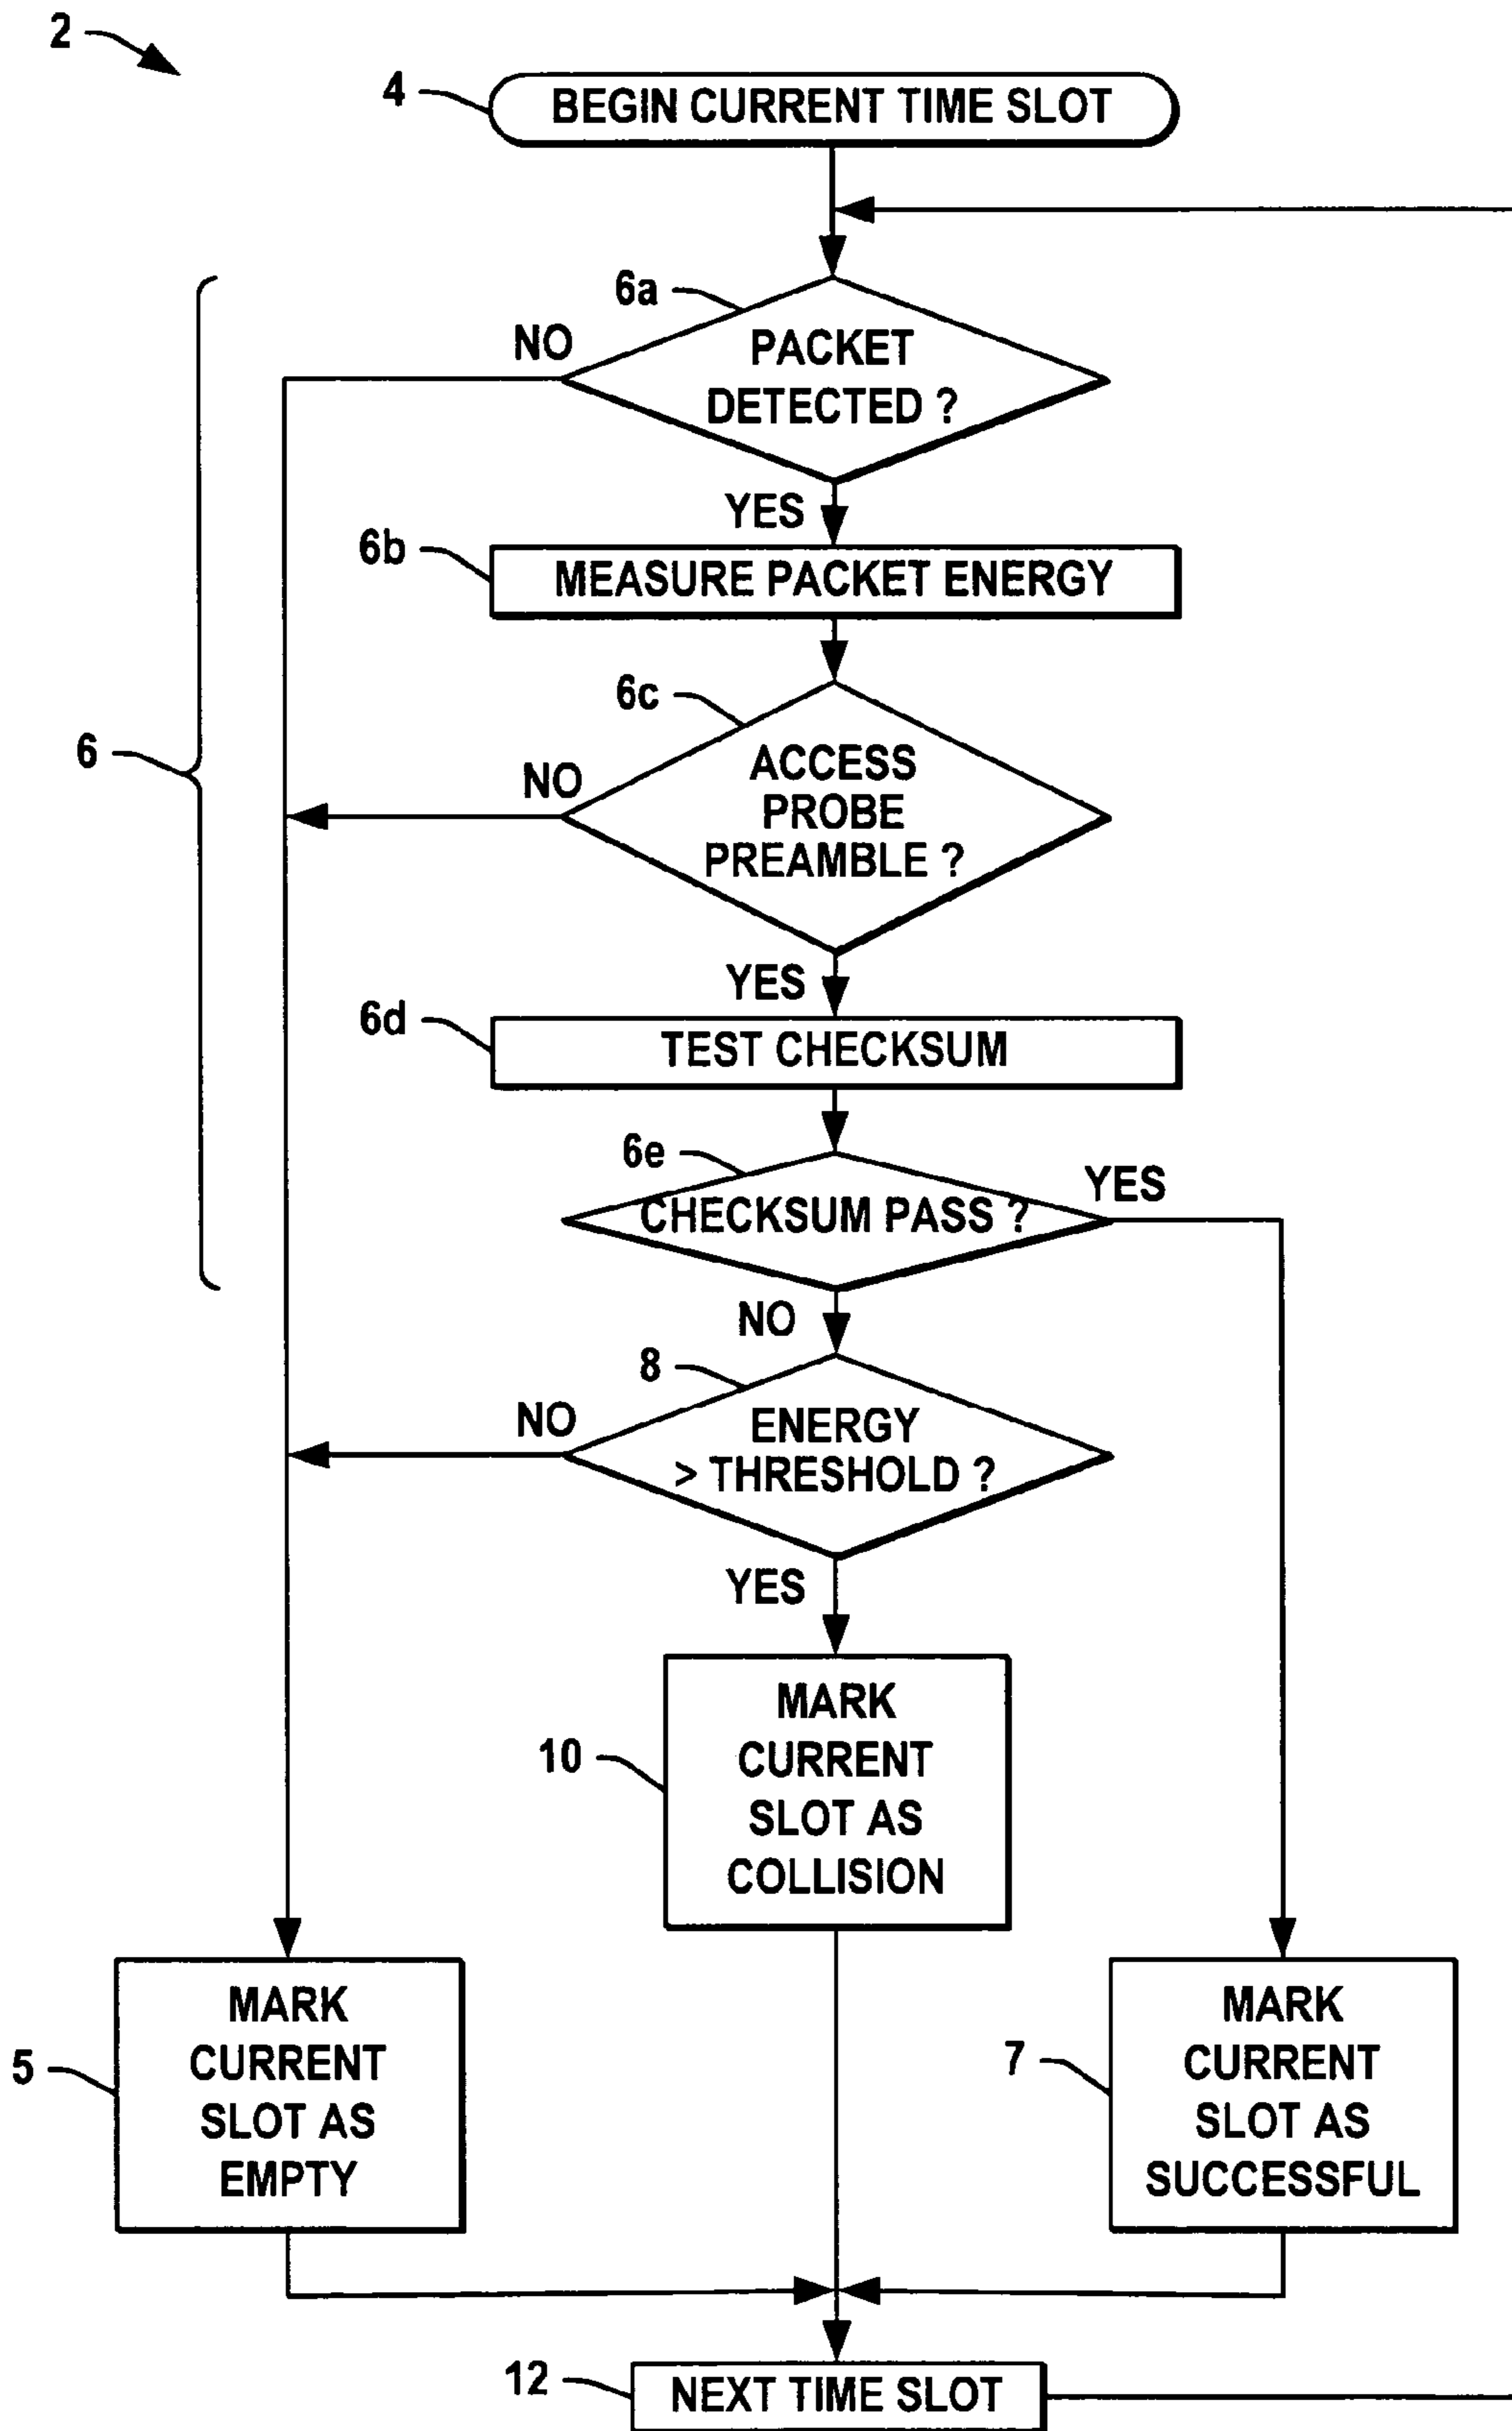 2
4
BEGIN CURRENT TIME SLOT
6a
NO
PACKET
DETECTED ?
YES
6b
MEASURE PACKET ENERGY
6
6c
NO
ACCESS
PROBE
PREAMBLE ?
YES
6d
TEST CHECKSUM
6e
CHECKSUM PASS ?
YES
NO
8
NO
ENERGY
> THRESHOLD ?
YES
10
MARK
CURRENT
SLOT AS
COLLISION
5
MARK
CURRENT
SLOT AS
EMPTY
7
MARK
CURRENT
SLOT AS
SUCCESSFUL
12
NEXT TIME SLOT